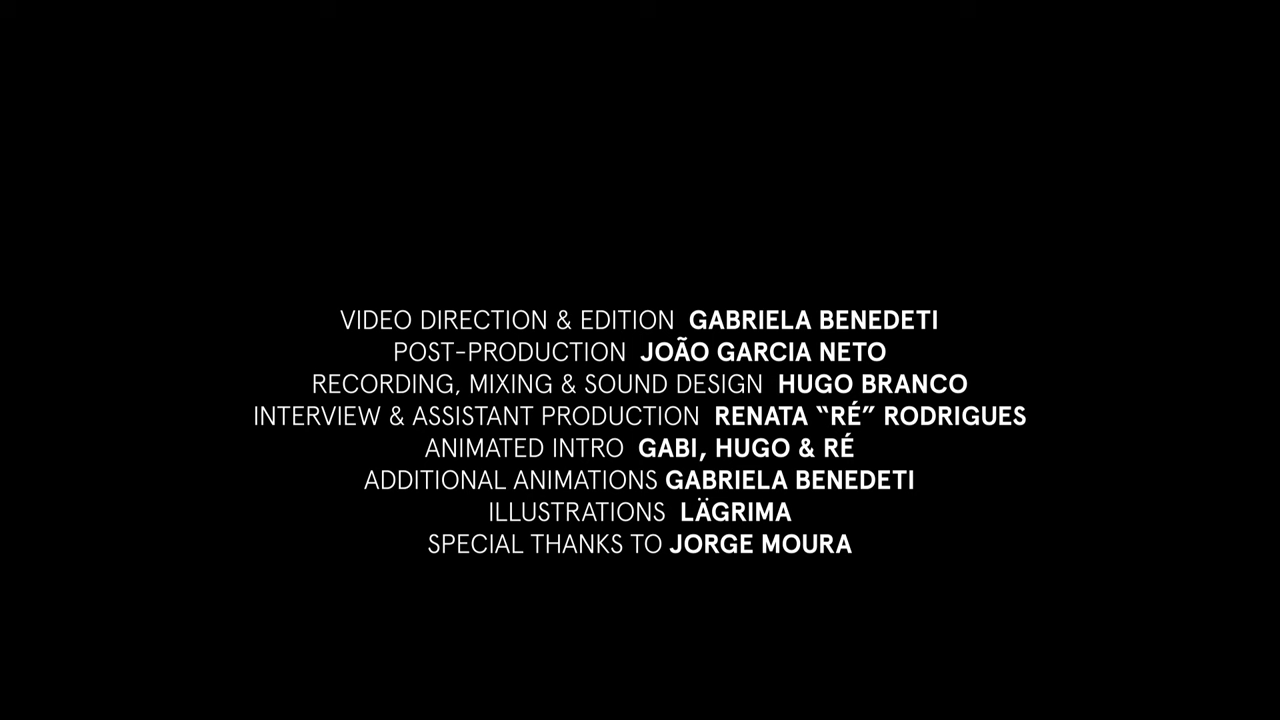 VIDEO DIRECTION & EDITION GABRIELA BENEDETI
POST-PRODUCTION JOÃO GARCIA NETO
RECORDING, MIXING & SOUND DESIGN HUGO BRANCO
INTERVIEW & ASSISTANT PRODUCTION RENATA “RÉ” RODRIGUES
ANIMATED INTRO GABI, HUGO & RÉ
ADDITIONAL ANIMATIONS GABRIELA BENEDETI
ILLUSTRATIONS LÄGRIMA
SPECIAL THANKS TO JORGE MOURA